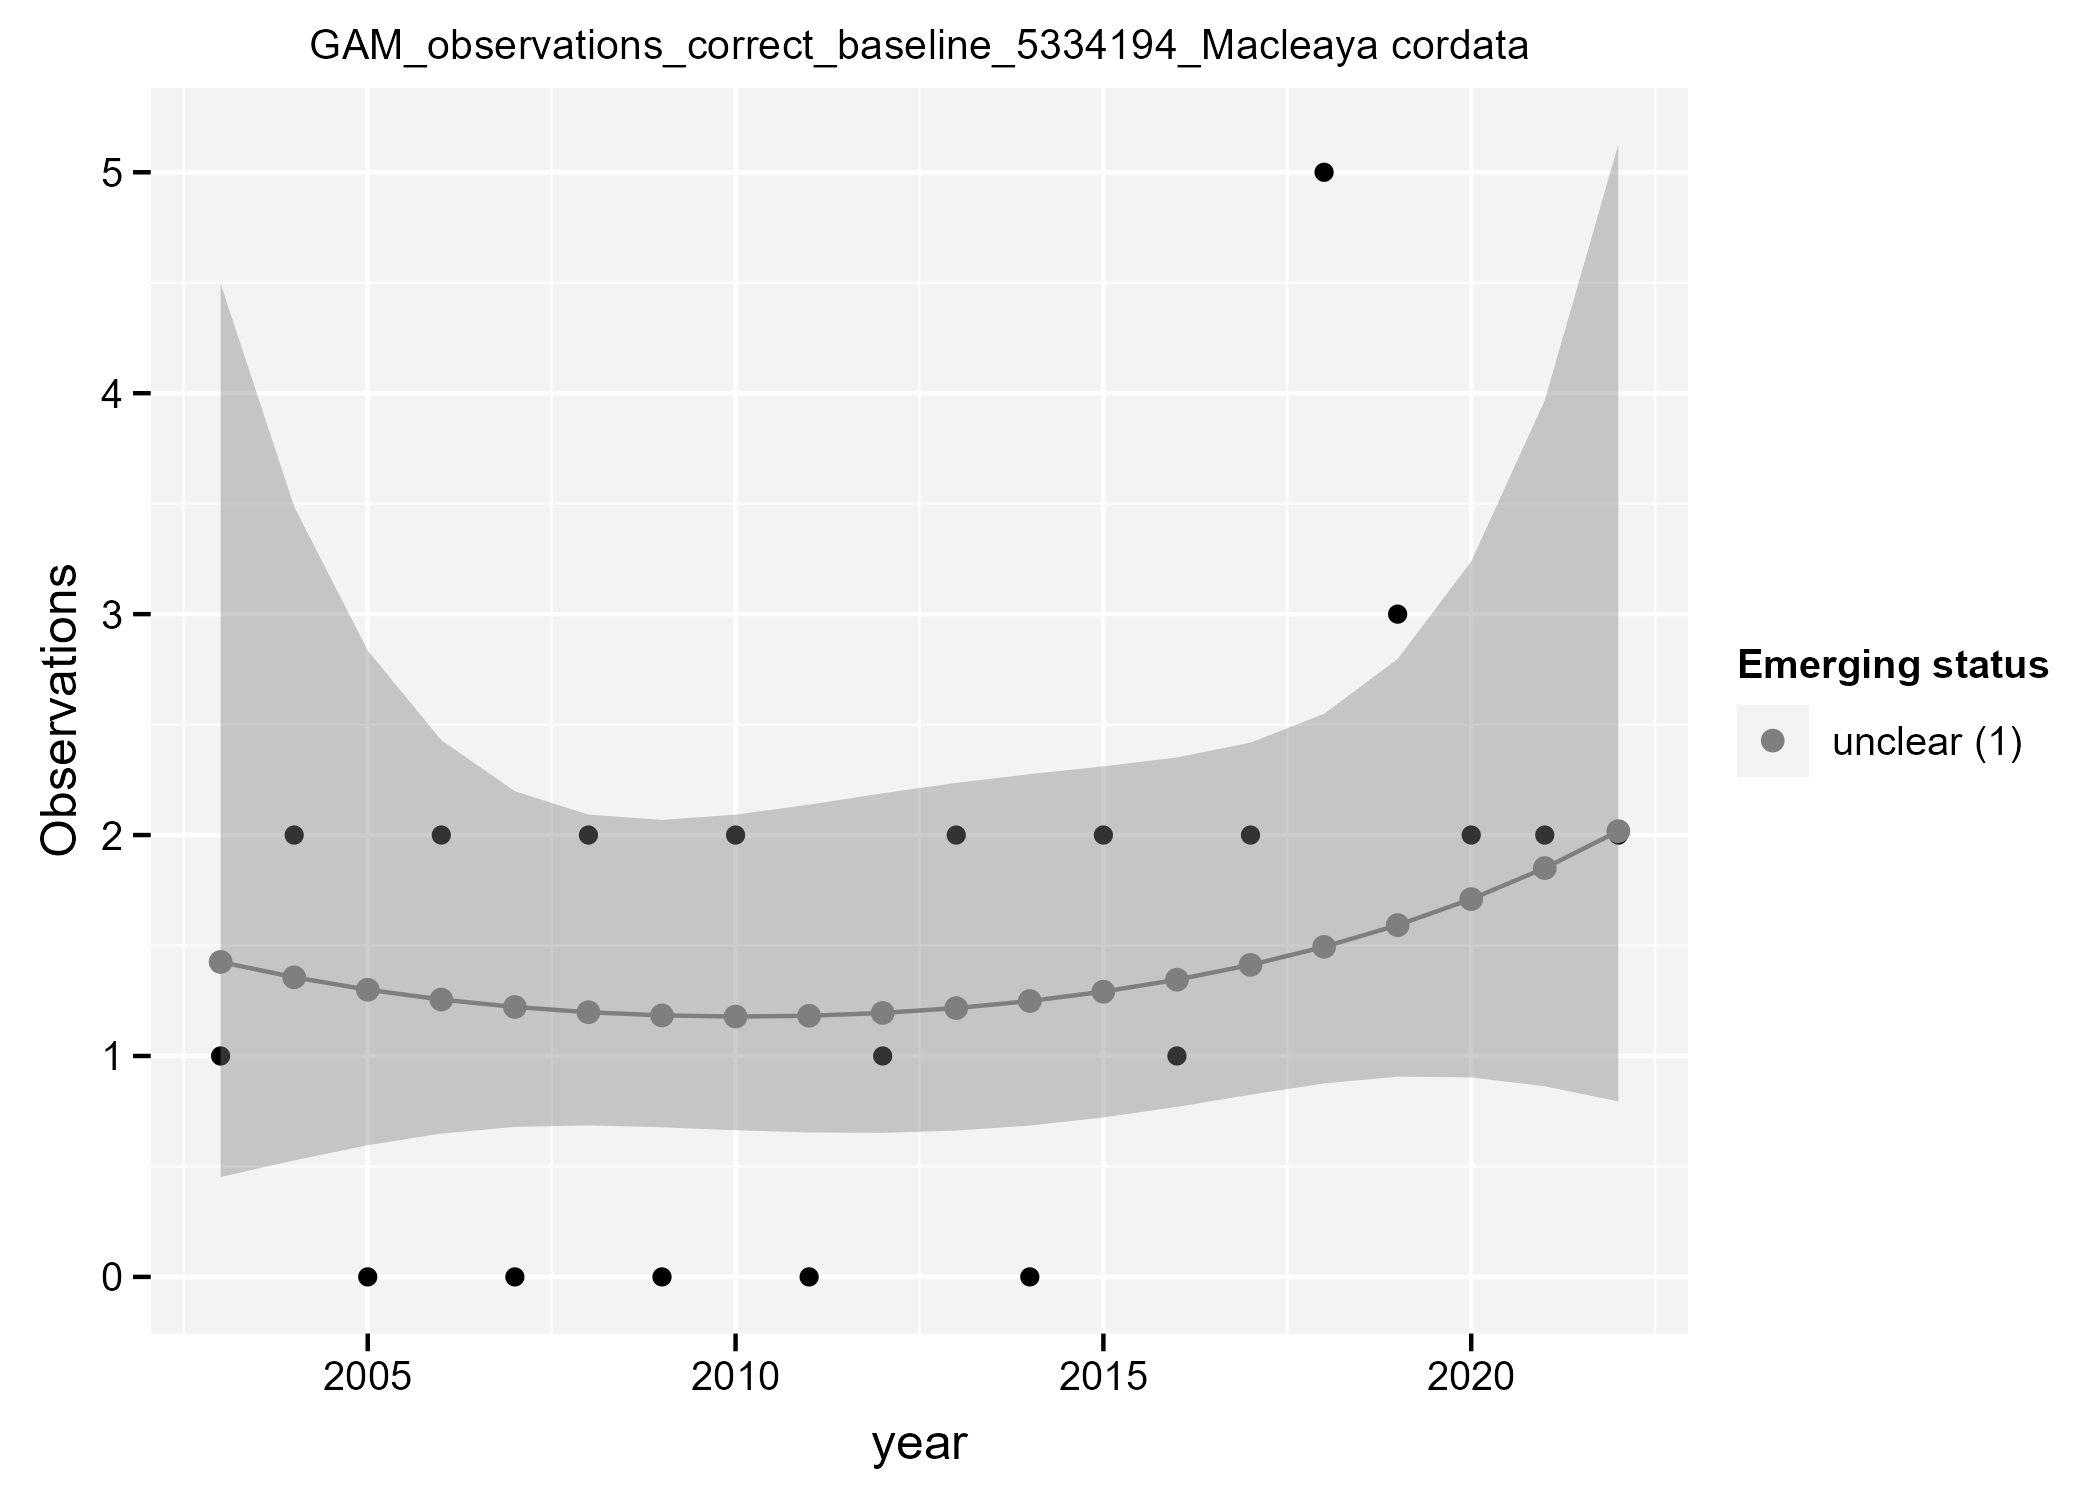 GAM_observations_correct_baseline_5334194_Macleaya cordata
5
4
3
2
1
0
Observations
2005 2010 2015 2020
year
Emerging status
unclear (1)